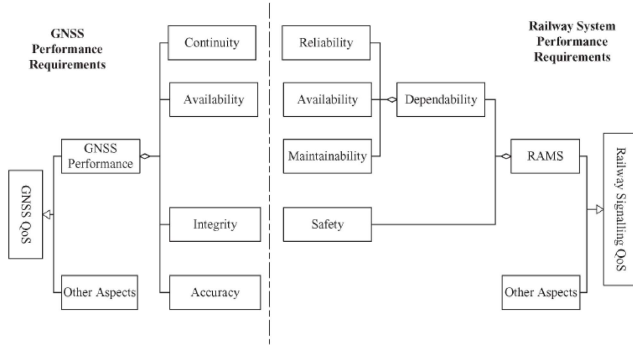 GNSS
Performance
Requirements
Continuity
Availability
GNSS
Performance
GNSS QoS
Integrity
Other Aspects
Accuracy
Railway System
Performance
Requirements
Reliability
Availability
Dependability
Maintainability
RAMS
Safety
Railway Signalling QoS
Other Aspects